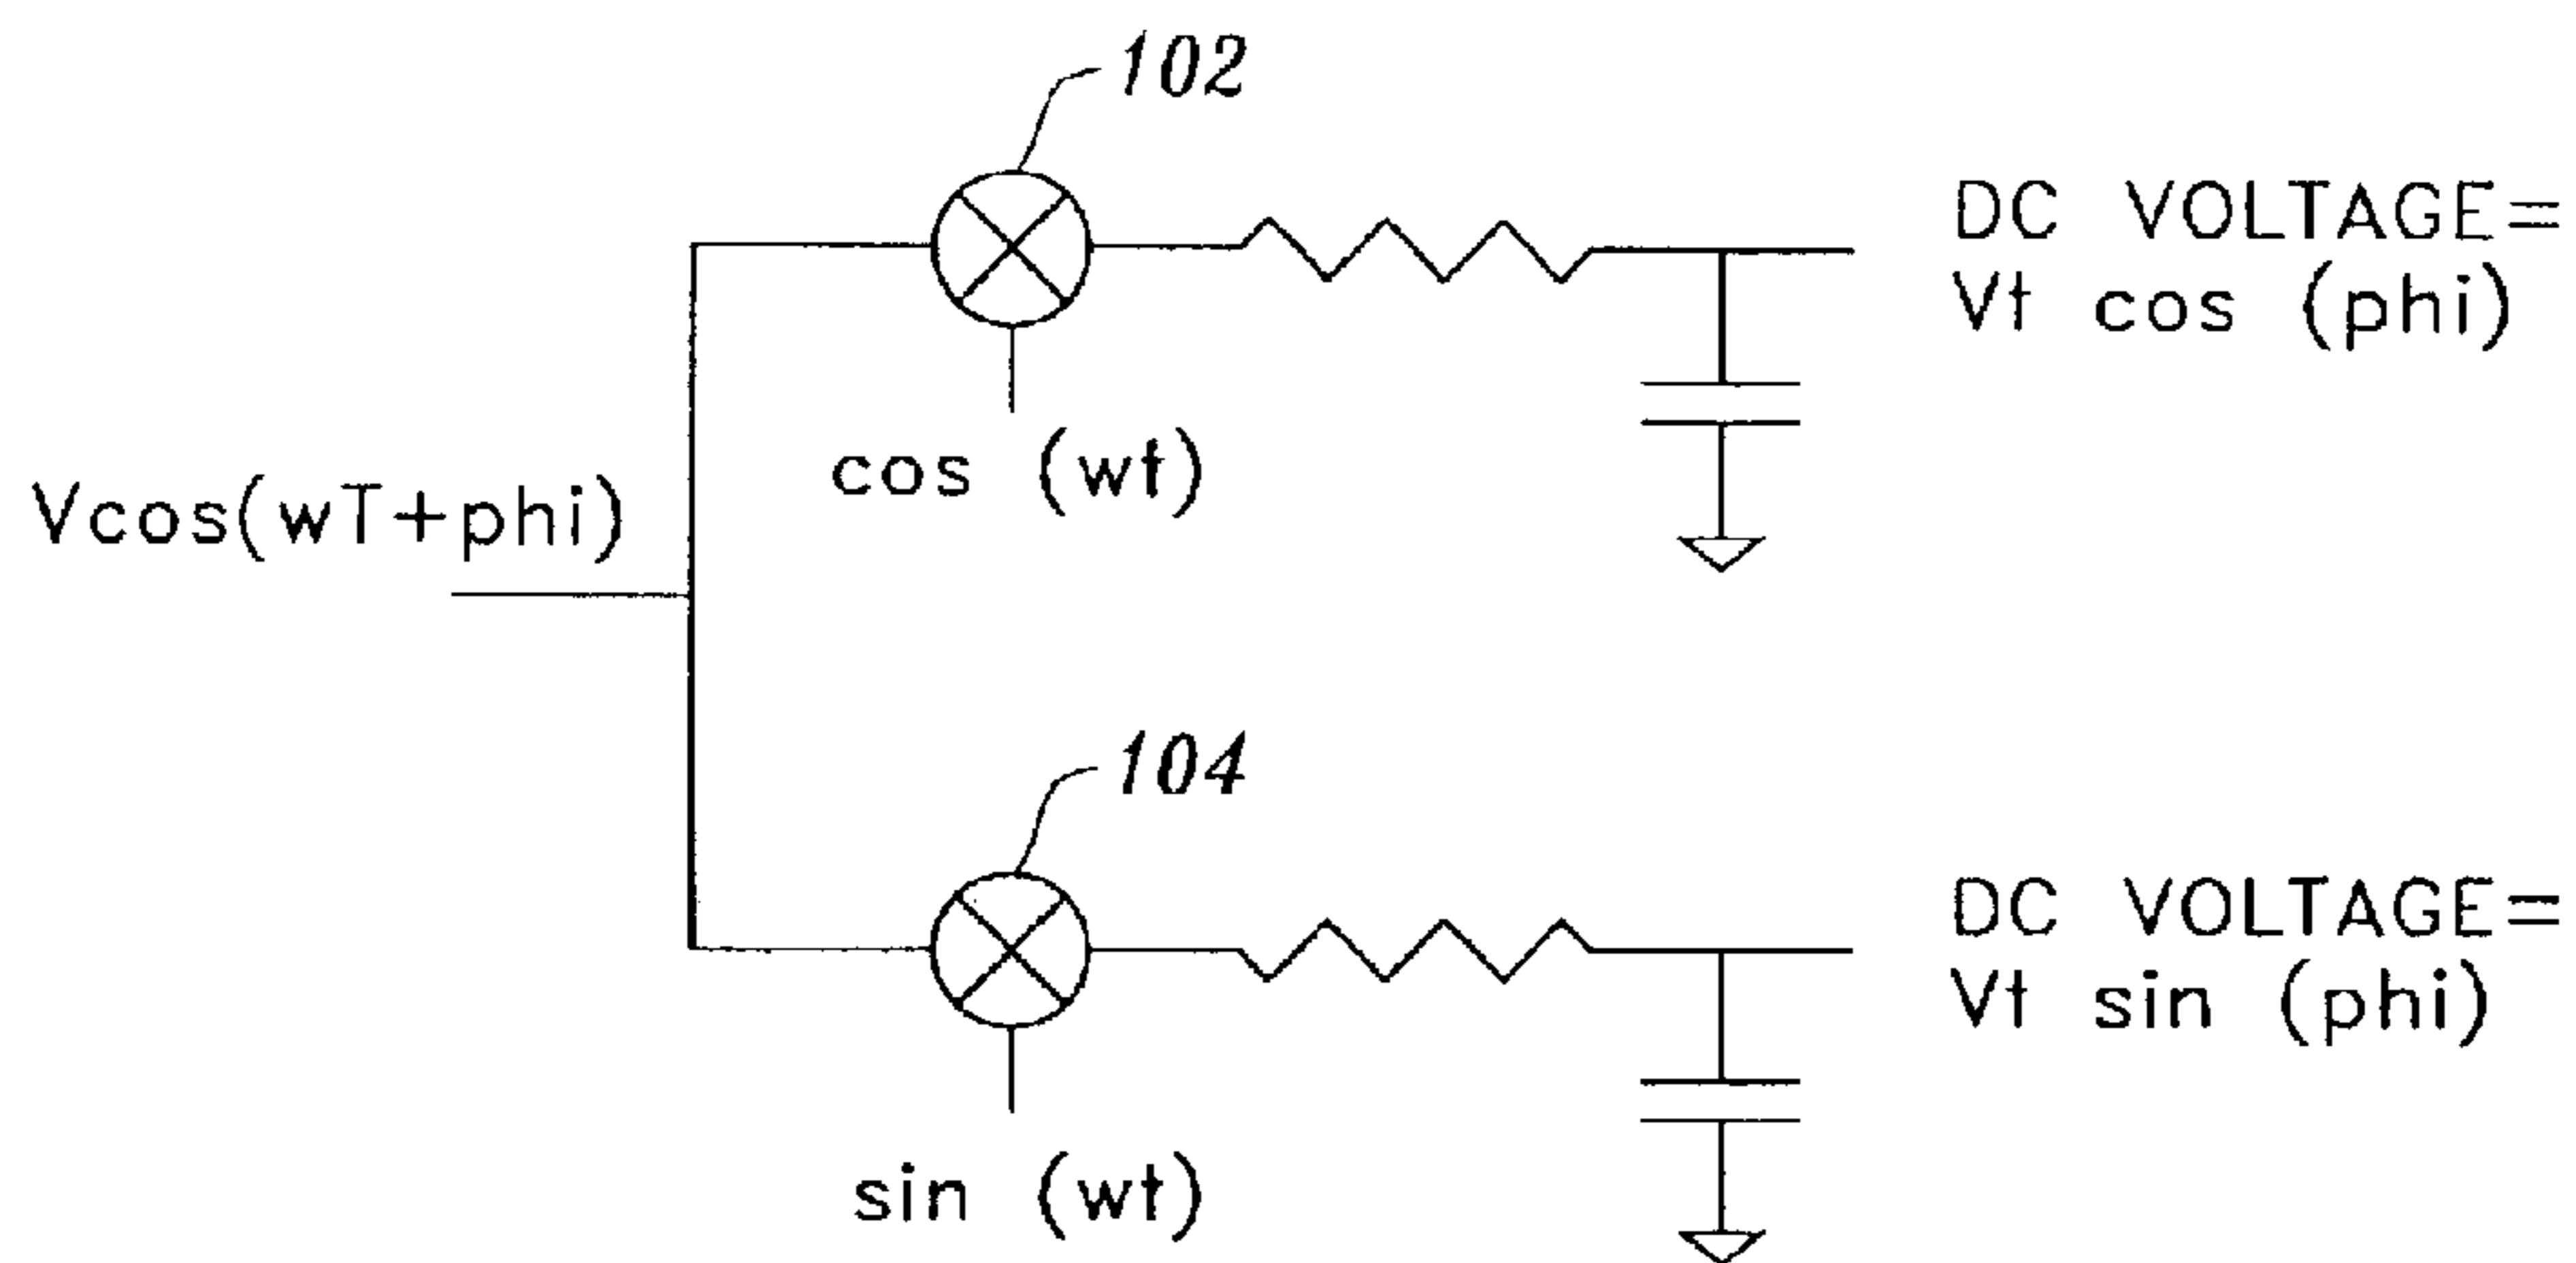 102
DC VOLTAGE=
Vt cos (phi)
cos (wt)
Vcos(wT+phi)
104
DC VOLTAGE=
Vt sin (phi)
sin (wt)